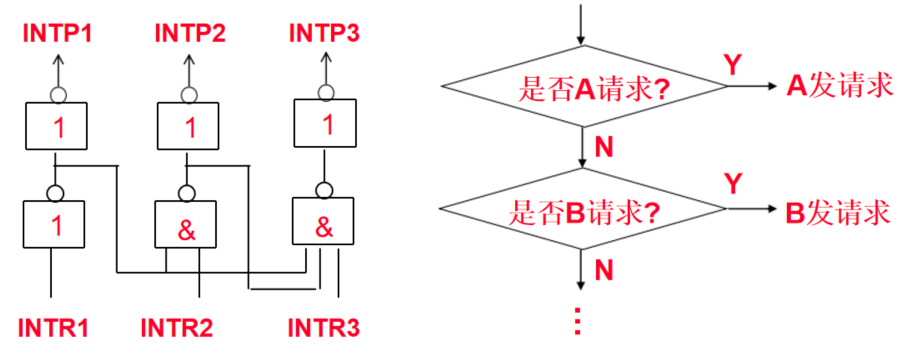 INTP1 INTP2 INTP3
1 1 1
1 & &
INTR1 INTR2 INTR3
是否A请求?
Y
A发请求
N
是否B请求?
Y
B发请求
N
⋮